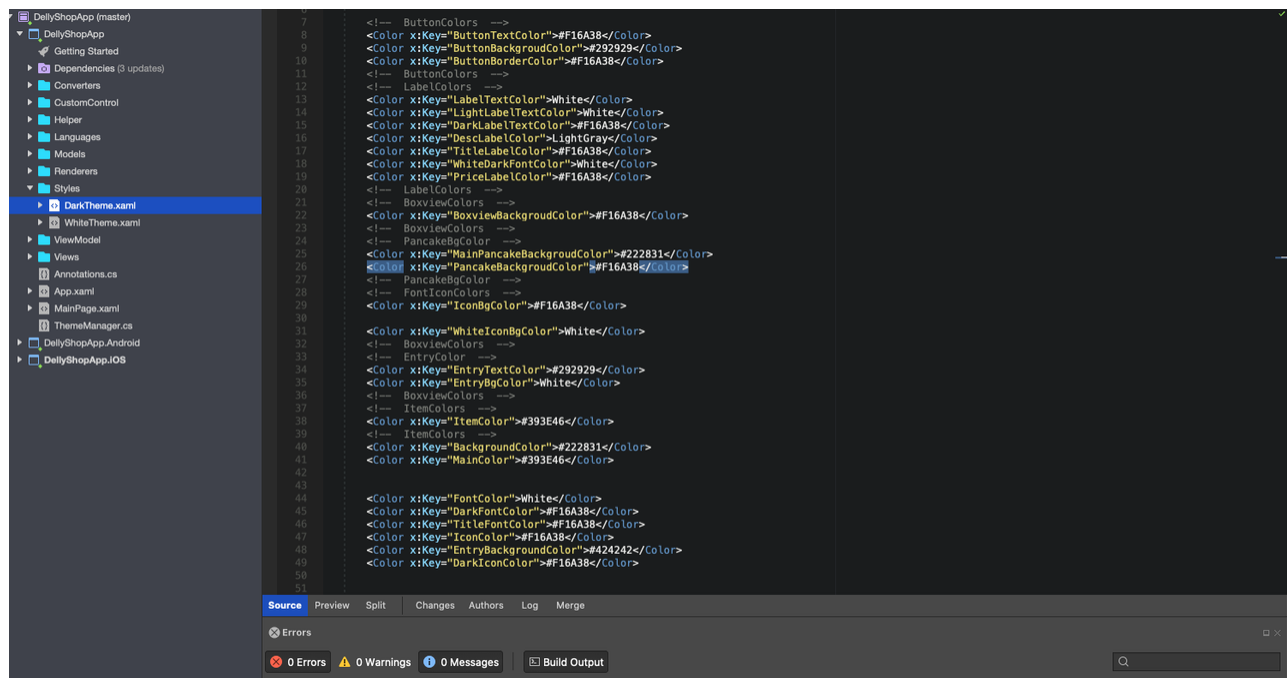 DellyShopApp (master)
DellyShopApp
Getting Started
Dependencies (3 updates)
Converters
CustomControl
Helper
Languages
Models
Renderers
Styles
DarkTheme.xaml
WhiteTheme.xaml
ViewModel
Views
Annotations.cs
App.xaml
MainPage.xaml
ThemeManager.cs
DellyShopApp.Android
DellyShopApp.iOS
7 <!-- ButtonColors -->
8 <Color x:Key="ButtonTextColor">#F16A38</Color>
9 <Color x:Key="ButtonBackgroudColor">#292929</Color>
10 <Color x:Key="ButtonBorderColor">#F16A38</Color>
11 <!-- ButtonColors -->
12 <!-- LabelColors -->
13 <Color x:Key="LabelTextColor">White</Color>
14 <Color x:Key="LightLabelTextColor">White</Color>
15 <Color x:Key="DarkLabelTextColor">#F16A38</Color>
16 <Color x:Key="DescLabelColor">LightGray</Color>
17 <Color x:Key="TitleLabelColor">#F16A38</Color>
18 <Color x:Key="WhiteDarkFontColor">White</Color>
19 <Color x:Key="PriceLabelColor">#F16A38</Color>
20 <!-- LabelColors -->
21 <!-- BoxviewColors -->
22 <Color x:Key="BoxviewBackgroudColor">#F16A38</Color>
23 <!-- BoxviewColors -->
24 <!-- PancakeBgColor -->
25 <Color x:Key="MainPancakeBackgroudColor">#222831</Color>
26 <Color x:Key="PancakeBackgroudColor">#F16A38</Color>
27 <!-- PancakeBgColor -->
28 <!-- FontIconColors -->
29 <Color x:Key="IconBgColor">#F16A38</Color>
30
31 <Color x:Key="WhiteIconBgColor">White</Color>
32 <!-- BoxviewColors -->
33 <!-- EntryColor -->
34 <Color x:Key="EntryTextColor">#292929</Color>
35 <Color x:Key="EntryBgColor">White</Color>
36 <!-- BoxviewColors -->
37 <!-- ItemColors -->
38 <Color x:Key="ItemColor">#393E46</Color>
39 <!-- ItemColors -->
40 <Color x:Key="BackgroundColor">#222831</Color>
41 <Color x:Key="MainColor">#393E46</Color>
42
43
44 <Color x:Key="FontColor">White</Color>
45 <Color x:Key="DarkFontColor">#F16A38</Color>
46 <Color x:Key="TitleFontColor">#F16A38</Color>
47 <Color x:Key="IconColor">#F16A38</Color>
48 <Color x:Key="EntryBackgroundColor">#424242</Color>
49 <Color x:Key="DarkIconColor">#F16A38</Color>
50
51
Source Preview Split Changes Authors Log Merge
Errors
0 Errors 0 Warnings 0 Messages Build Output